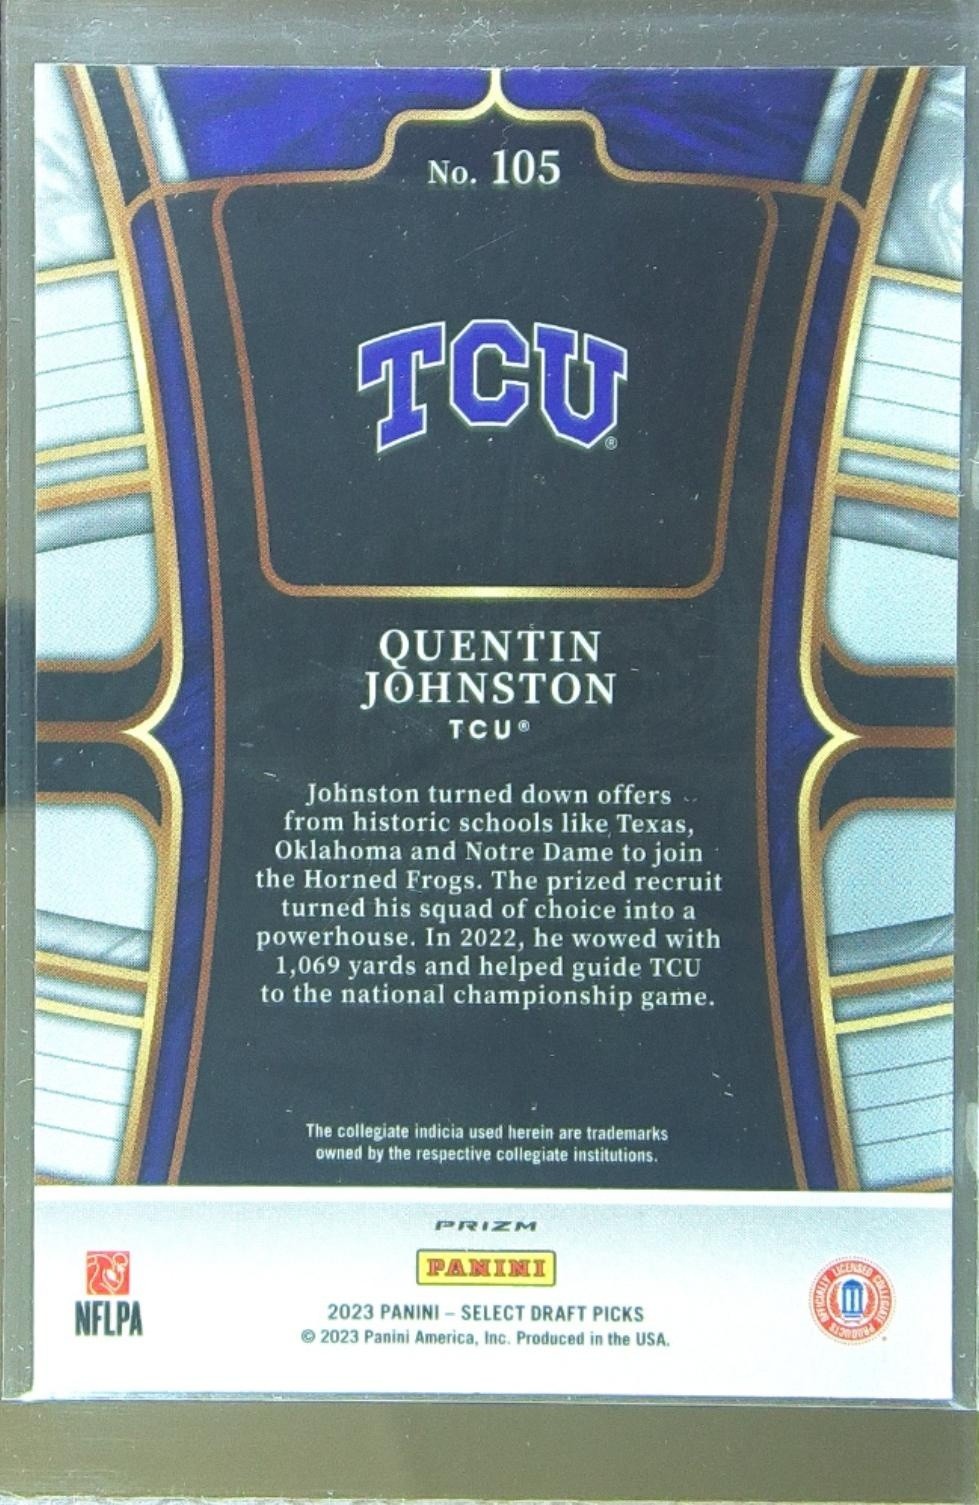 No. 105
TCU®
QUENTIN
JOHNSTON
TCU®
Johnston turned down offers
from historic schools like Texas,
Oklahoma and Notre Dame to join
the Horned Frogs. The prized recruit
turned his squad of choice into a
powerhouse. In 2022, he wowed with
1,069 yards and helped guide TCU
to the national championship game.
The collegiate indicia used herein are trademarks
owned by the respective collegiate institutions.
PRIZM
PANINI
NFLPA
2023 PANINI – SELECT DRAFT PICKS
© 2023 Panini America, Inc. Produced in the USA.
OFFICIALLY LICENSED COLLEGIATE PRODUCTS